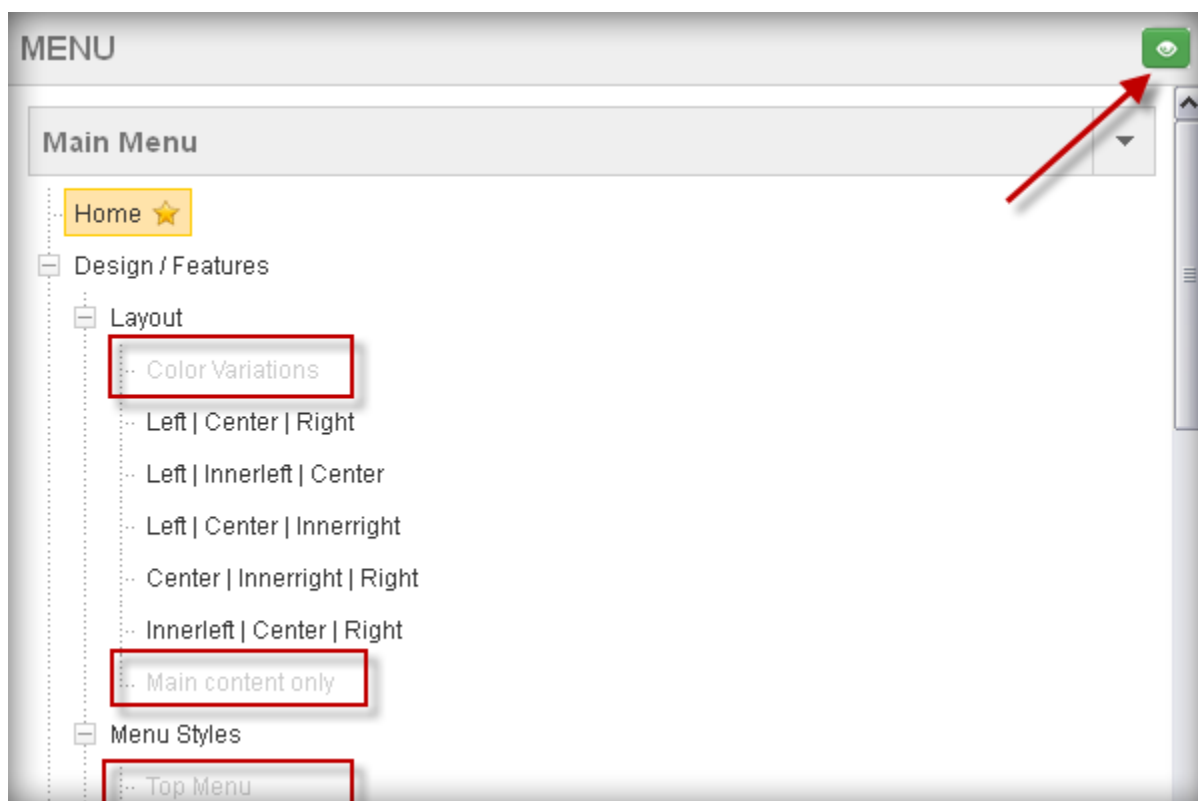 MENU
Main Menu
Home
Design / Features
Layout
Color Variations
Left | Center | Right
Left | Innerleft | Center
Left | Center | Innerright
Center | Innerright | Right
Innerleft | Center | Right
Main content only
Menu Styles
Top Menu